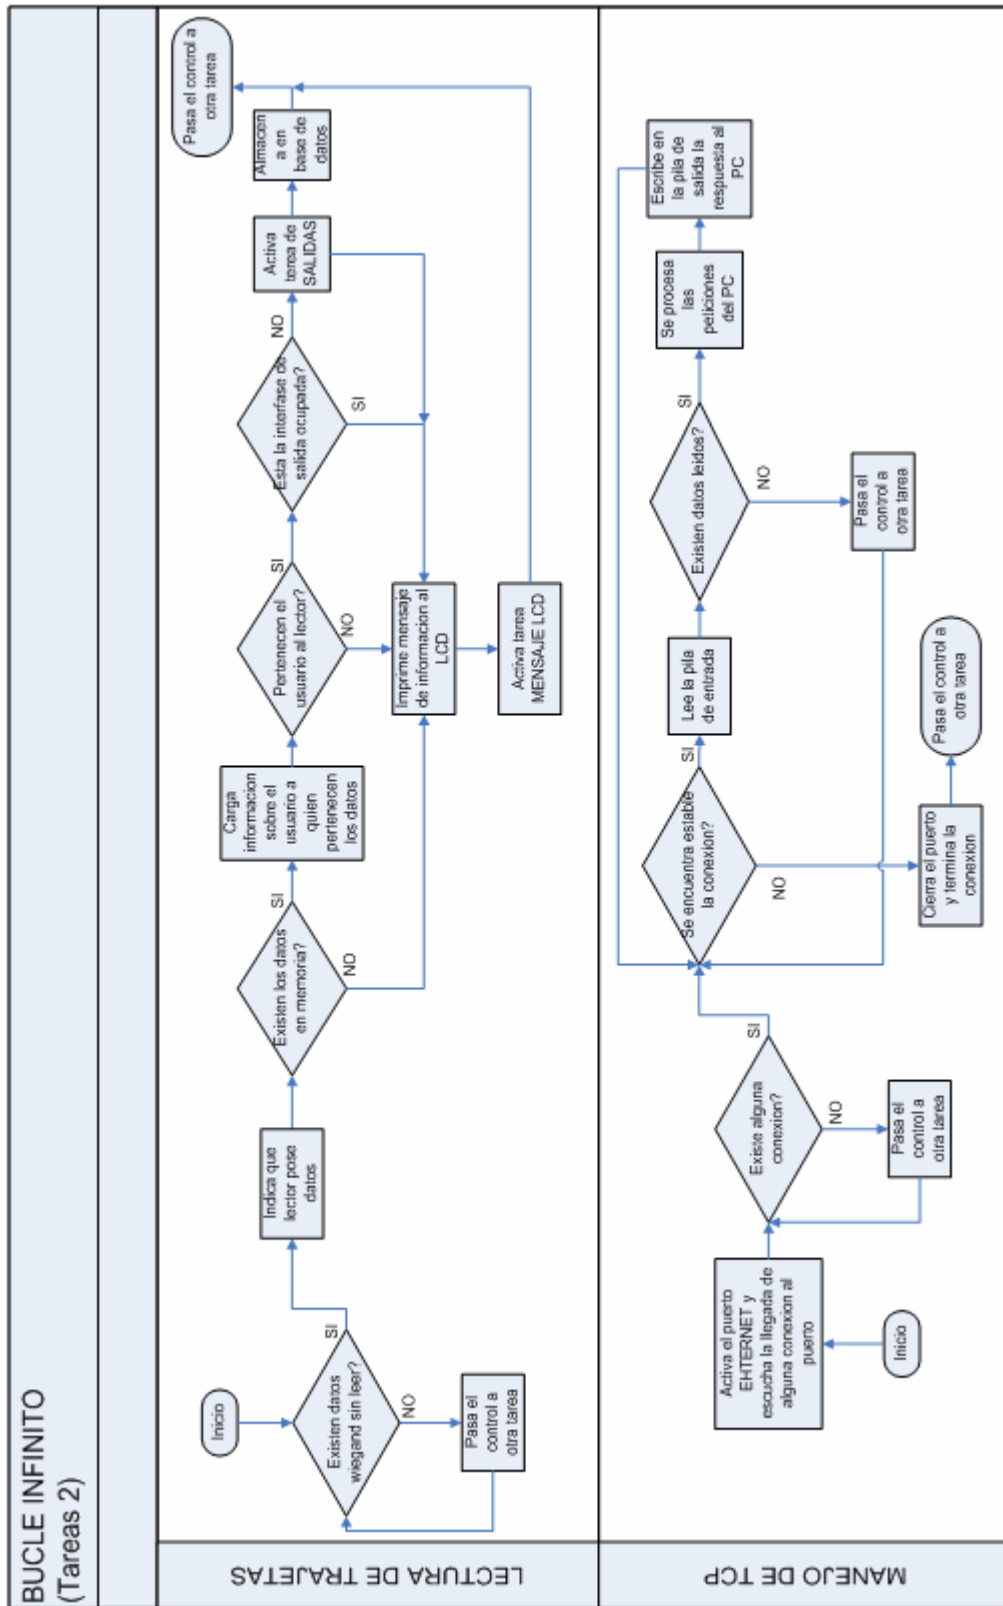 BUCLE INFINITO
(Tareas 2)
LECTURA DE TRAJETAS
Inicio
Existen datos
wiegand sin leer?
SI
NO
Pasa el
control a
otra tarea
Indica que
lector pose
datos
Existen los datos
en memoria?
SI
NO
Carga
informacion
sobre el
usuario a
quien
pertenecen
los datos
Pertenecen el
usuario al lector?
SI
NO
Imprime mensaje
de informacion al
LCD
Activa tarea
MENSAJE LCD
Esta la interfase de
salida ocupada?
NO
SI
Activa
terea de
SALIDAS
Almacen
a en
base de
datos
Pasa el control a
otra tarea
MANEJO DE TCP
Inicio
Activa el puerto
EHTERNET y
escucha la llegada de
alguna conexion al
puerto
Existe alguna
conexion?
SI
NO
Pasa el
control a
otra tarea
Se encuentra estable
la conexion?
SI
NO
Cierra el puerto
y termina la
conexion
Pasa el control a
otra tarea
Lee la pila
de entrada
Existen datos leidos?
SI
NO
Pasa el
control a
otra tarea
Se procesa
las
peticiones
del PC
Escribe en
la pila de
salida la
respuesta al
PC